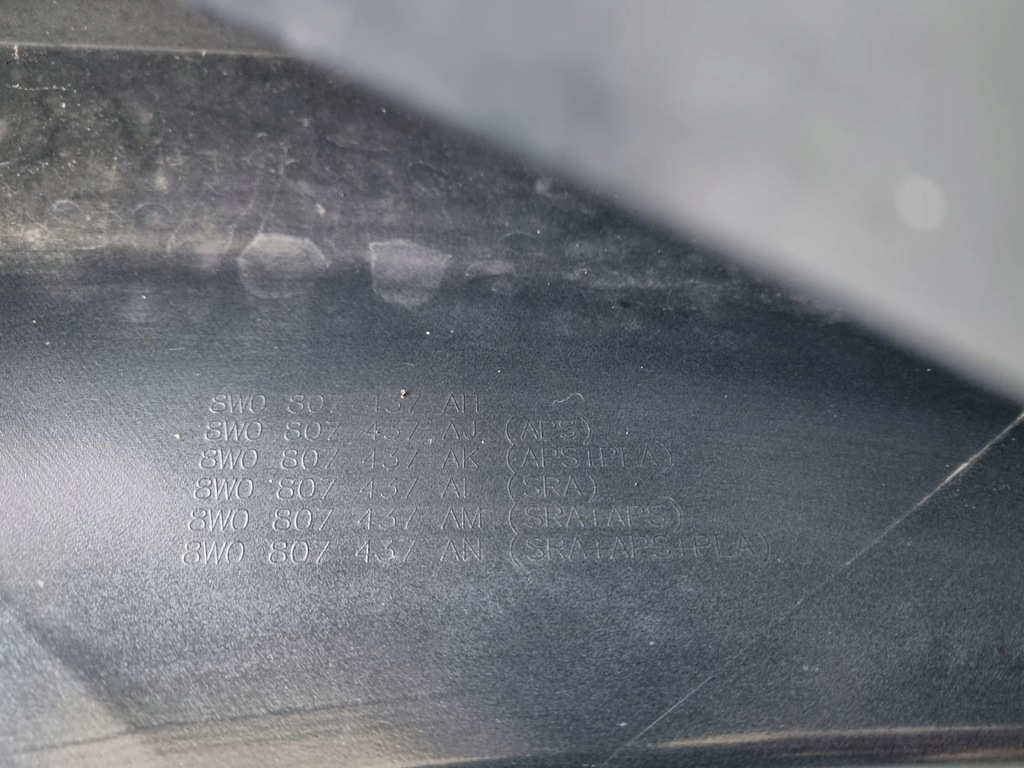 8W0 807 437 AH
8W0 807 437 AJ (APS)
8W0 807 437 AK (APS+PLA)
8W0 807 437 AL (SRA)
8W0 807 437 AM (SRA+APS)
8W0 807 437 AN (SRA+APS+PLA)